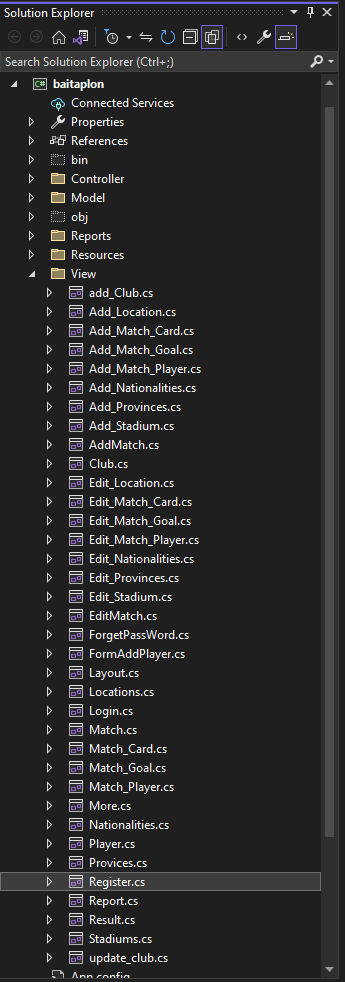 Solution Explorer
Search Solution Explorer (Ctrl+;)
C# baitaplon
Connected Services
Properties
References
bin
Controller
Model
obj
Reports
Resources
View
add_Club.cs
Add_Location.cs
Add_Match_Card.cs
Add_Match_Goal.cs
Add_Match_Player.cs
Add_Nationalities.cs
Add_Provinces.cs
Add_Stadium.cs
AddMatch.cs
Club.cs
Edit_Location.cs
Edit_Match_Card.cs
Edit_Match_Goal.cs
Edit_Match_Player.cs
Edit_Nationalities.cs
Edit_Provinces.cs
Edit_Stadium.cs
EditMatch.cs
ForgetPassWord.cs
FormAddPlayer.cs
Layout.cs
Locations.cs
Login.cs
Match.cs
Match_Card.cs
Match_Goal.cs
Match_Player.cs
More.cs
Nationalities.cs
Player.cs
Provices.cs
Register.cs
Report.cs
Result.cs
Stadiums.cs
update_club.cs
App.config